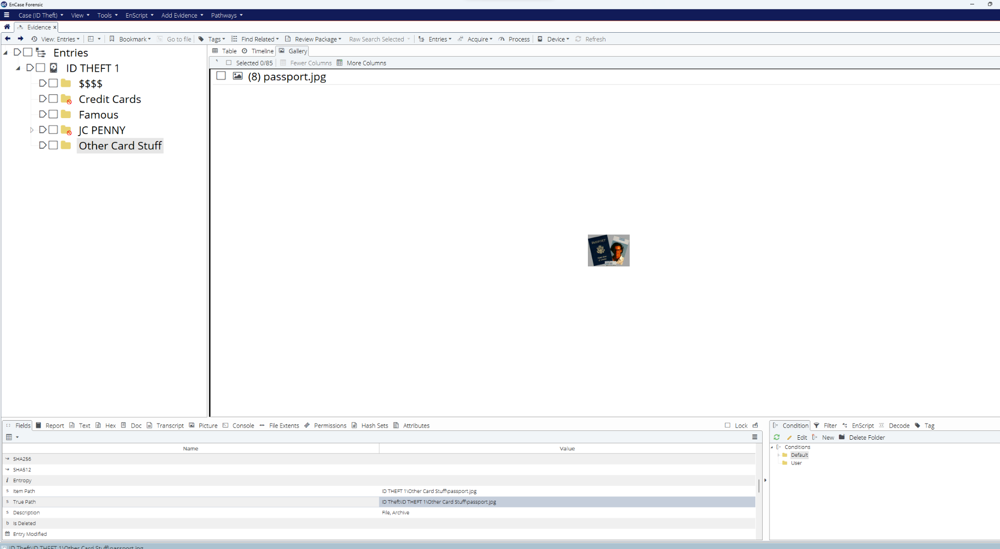 EnCase Forensic
Case (ID Theft) View Tools EnScript Add Evidence Pathways
Evidence
View: Entries Bookmark Go to file Tags Find Related Review Package Raw Search Selected Entries Acquire Process Device Refresh
Entries
ID THEFT 1
$$$$
Credit Cards
Famous
JC PENNY
Other Card Stuff
Table Timeline Gallery
Selected 0/85 Fewer Columns More Columns
(8) passport.jpg
PASSPORT
United States
of America
Fields Report Text Hex Doc Transcript Picture Console File Extents Permissions Hash Sets Attributes Lock
Name Value
SHA256
SHA512
Entropy
Item Path ID THEFT 1\Other Card Stuff\passport.jpg
True Path ID Theft\ID THEFT 1\Other Card Stuff\passport.jpg
Description File, Archive
Is Deleted
Entry Modified
Condition Filter EnScript Decode Tag
Edit New Delete Folder
Conditions
Default
User
ID Theft\ID THEFT 1\Other Card Stuff\passport.jpg